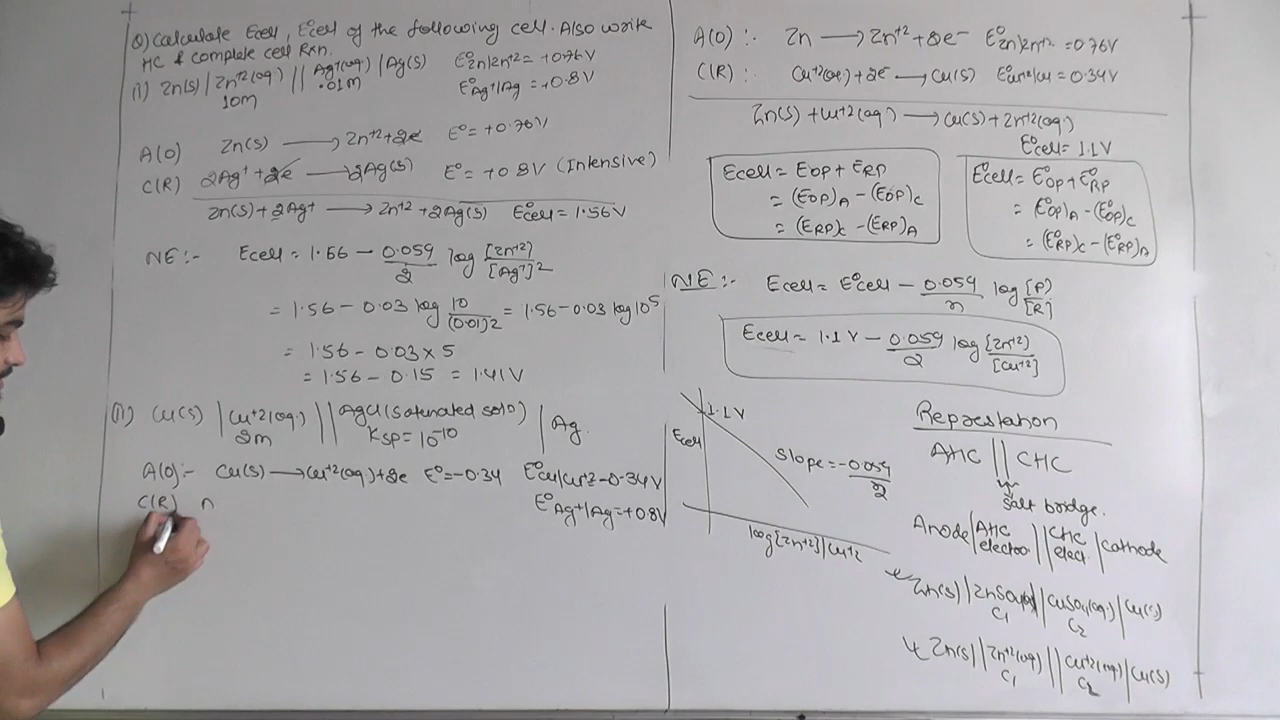 Q) Calculate Ecell, E°cell of the following cell. Also write
HC & complete cell Rxn.
(i) Zn(s) | Zn+2(aq) || Ag+(aq) | Ag(s) E°Zn|Zn+2 = +0.76V
10m .01m E°Ag+|Ag = +0.8V
A(O) Zn(s) ⟶ Zn+2 + 2e E° = +0.76V
C(R) 2Ag+ + 2e ⟶ 2Ag(s) E° = +0.8V (Intensive)
Zn(s) + 2Ag+ ⟶ Zn+2 + 2Ag(s) E°cell = 1.56V
NE:- Ecell = 1.56 - 0.059/2 log [Zn+2]/[Ag+]2
= 1.56 - 0.03 log 10/(0.01)2 = 1.56 - 0.03 log 10^5
= 1.56 - 0.03 × 5
= 1.56 - 0.15 = 1.41V
(ii) Cu(s) | Cu+2(aq.) || AgCl (Saturated soln) | Ag.
2m Ksp = 10^-10
A(O):- Cu(s) ⟶ Cu+2(aq) + 2e E° = -0.34 E°Cu|Cu+2 = -0.34V
C(R) E°Ag+|Ag = +0.8V
A(O):- Zn ⟶ Zn+2 + 2e- E°Zn|Zn+2 = 0.76V
C(R): Cu+2(aq) + 2e ⟶ Cu(s) E°Cu+2|Cu = 0.34V
Zn(s) + Cu+2(aq) ⟶ Cu(s) + Zn+2(aq)
E°cell = 1.1V
Ecell = EOP + ERP
= (EOP)A - (EOP)C
= (ERP)C - (ERP)A
E°cell = E°OP + E°RP
= (E°OP)A - (E°OP)C
= (E°RP)C - (E°RP)A
NE:- Ecell = E°cell - 0.059/n log [P]/[R]
Ecell = 1.1V - 0.059/2 log [Zn+2]/[Cu+2]
1.1V
Ecell
Slope = -0.059/2
log [Zn+2]|Cu+2
Represtation
AHC || CHC
Salt bridge.
Anode | AHC electro || CHC elect. | Cathode
Zn(s) | ZnSO4(aq) || CuSO4(aq.) | Cu(s)
C1 C2
Zn(s) | Zn+2(aq) || Cu+2(aq) | Cu(s)
C1 C2